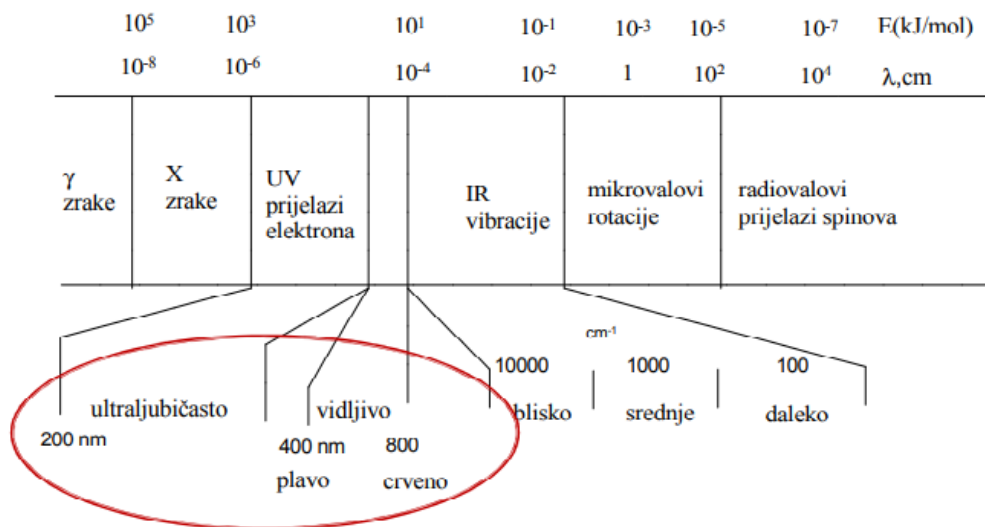 10⁵ 10³ 10¹ 10⁻¹ 10⁻³ 10⁻⁵ 10⁻⁷ E(kJ/mol)
10⁻⁸ 10⁻⁶ 10⁻⁴ 10⁻² 1 10² 10⁴ λ,cm
γ
zrake
X
zrake
UV
prijelazi
elektrona
IR
vibracije
mikrovalovi
rotacije
radiovalovi
prijelazi spinova
cm⁻¹
10000 1000 100
ultraljubičasto vidljivo blisko srednje daleko
200 nm 400 nm 800
plavo crveno